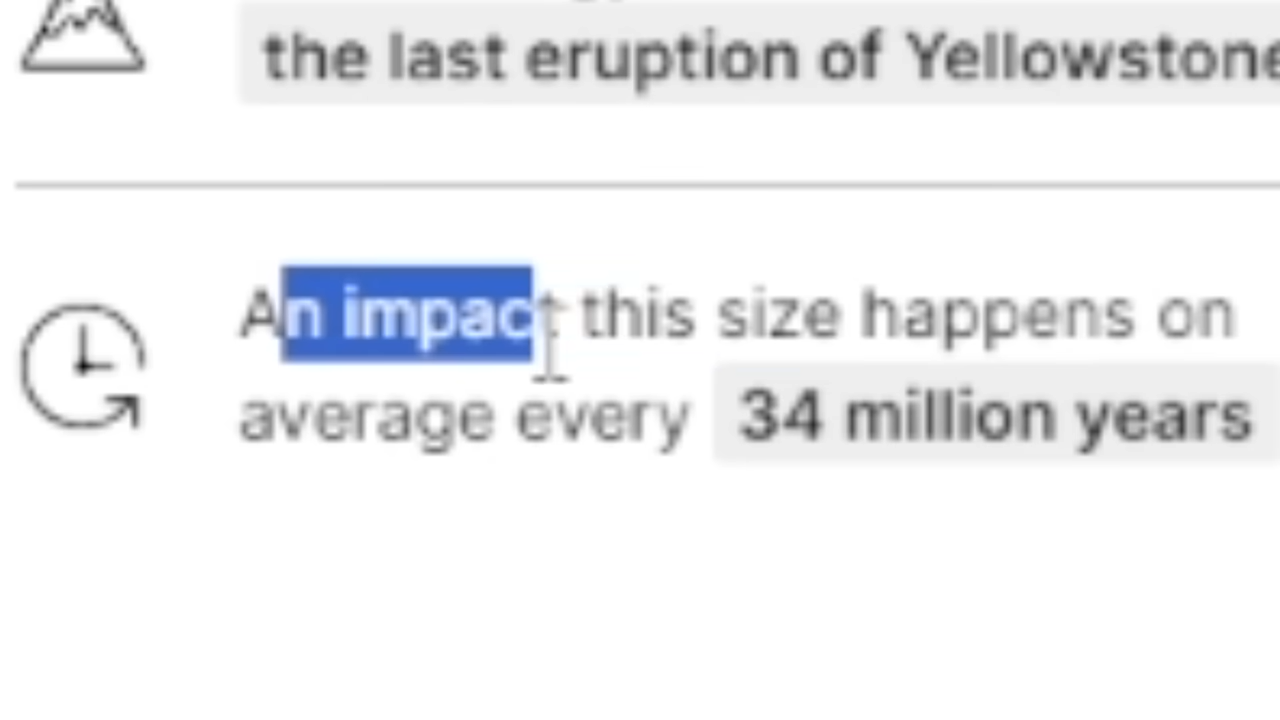 the last eruption of Yellowstone
An impact this size happens on
average every 34 million years